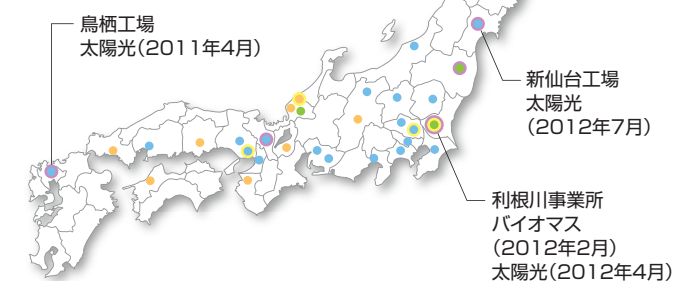 鳥栖工場
太陽光（2011年4月）
新仙台工場
太陽光
（2012年7月）
利根川事業所
バイオマス
（2012年2月）
太陽光（2012年4月）